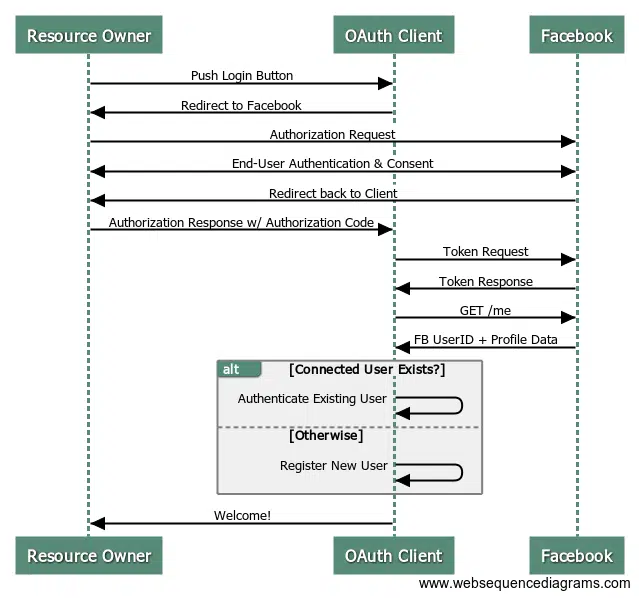 Resource Owner
OAuth Client
Facebook
Push Login Button
Redirect to Facebook
Authorization Request
End-User Authentication & Consent
Redirect back to Client
Authorization Response w/ Authorization Code
Token Request
Token Response
GET /me
FB UserID + Profile Data
alt [Connected User Exists?]
Authenticate Existing User
[Otherwise]
Register New User
Welcome!
Resource Owner
OAuth Client
Facebook
www.websequencediagrams.com